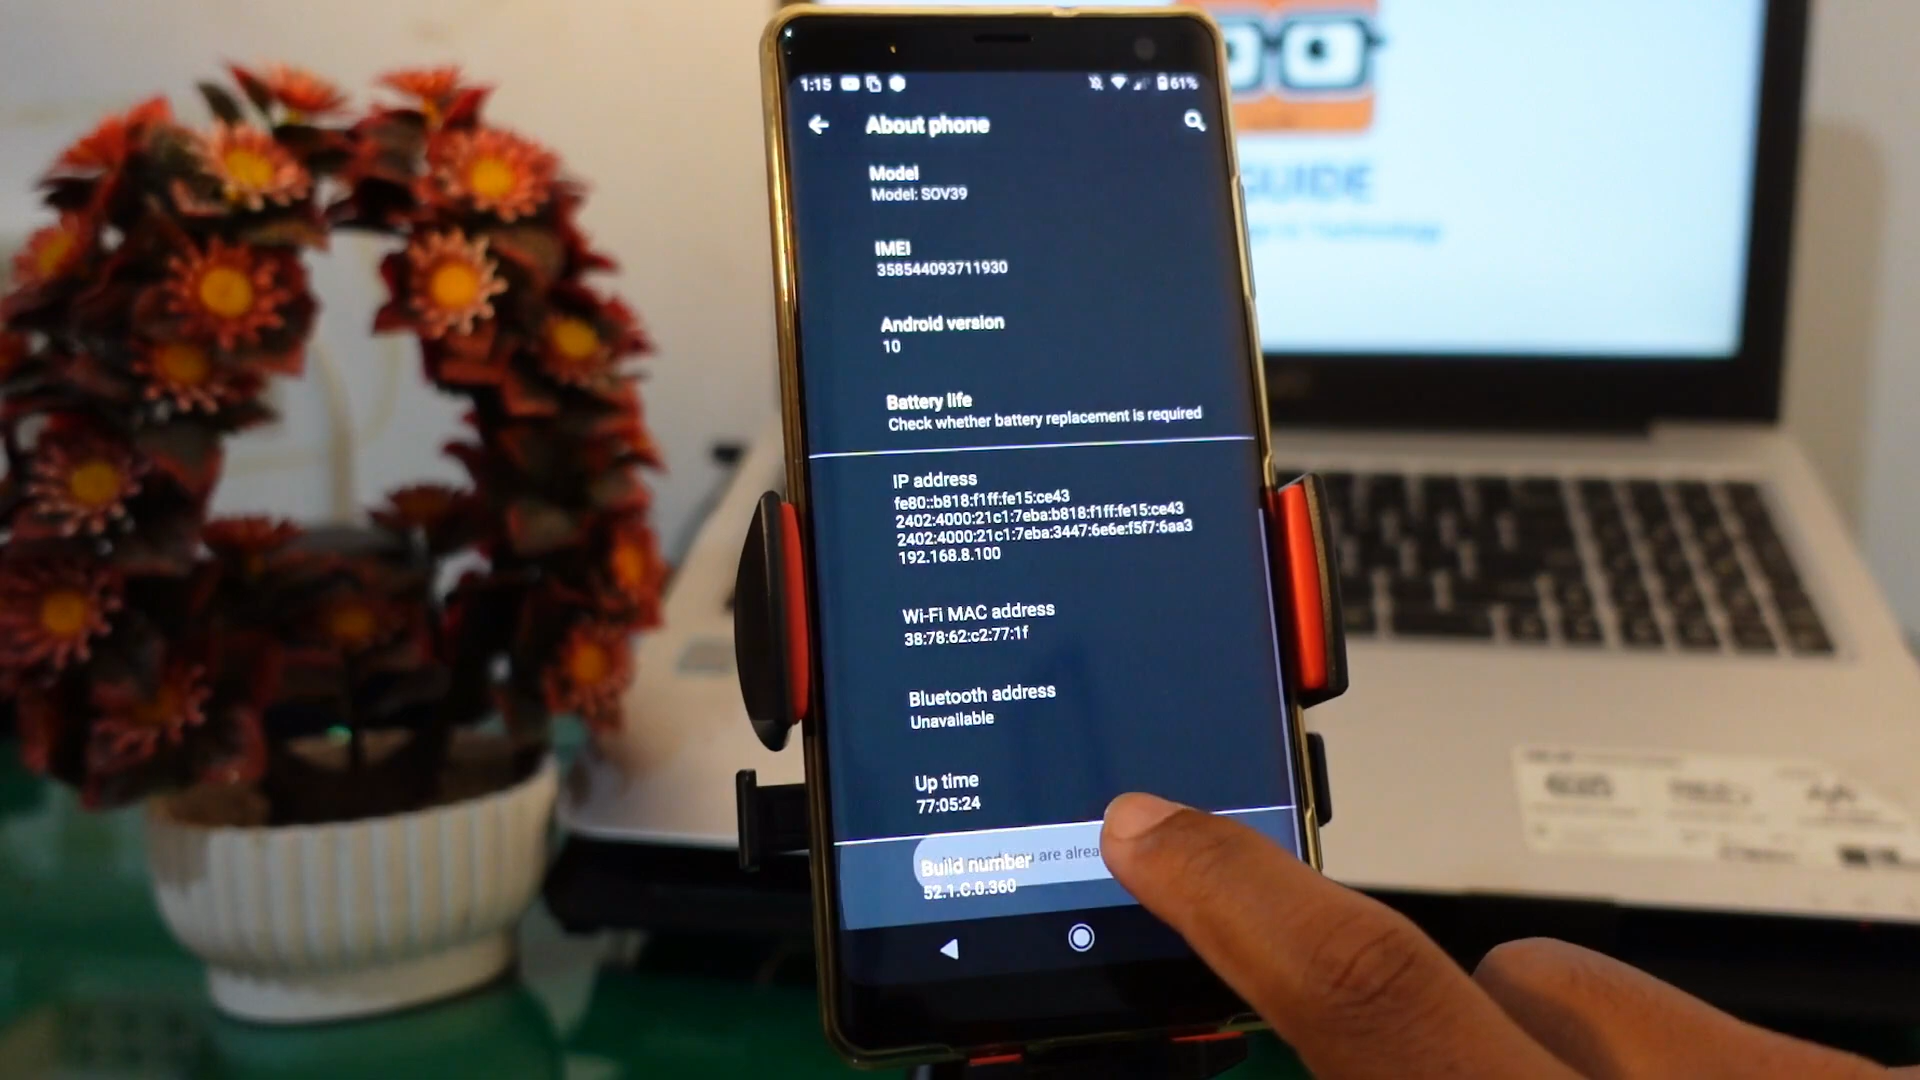 1:15
61%
About phone
Model
Model: SOV39
IMEI
358544093711930
Android version
10
Battery life
Check whether battery replacement is required
IP address
fe80::b818:f1ff:fe15:ce43
2402:4000:21c1:7eba:b818:f1ff:fe15:ce43
2402:4000:21c1:7eba:3447:6e6e:f5f7:6aa3
192.168.8.100
Wi-Fi MAC address
38:78:62:c2:77:1f
Bluetooth address
Unavailable
Up time
77:05:24
you are alrea
Build number
52.1.C.0.360
GUIDE
Technology